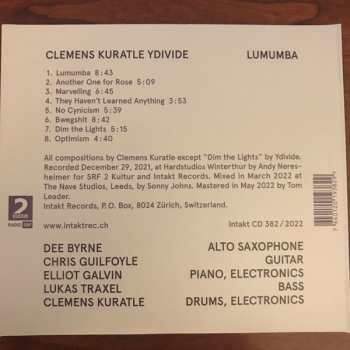 CLEMENS KURATLE YDIVIDE LUMUMBA
1. Lumumba 8:43
2. Another One for Rose 5:09
3. Marvelling 6:45
4. They Haven't Learned Anything 3:53
5. No Cynicism 5:39
6. Bwegshit 8:42
7. Dim the Lights 5:15
8. Optimism 4:40
All compositions by Clemens Kuratle except "Dim the Lights" by Ydivide.
Recorded December 29, 2021, at Hardstudios Winterthur by Andy Neres-
heimer for SRF 2 Kultur and Intakt Records. Mixed in March 2022 at
The Nave Studios, Leeds, by Sonny Johns. Mastered in May 2022 by Tom
Leader.
Intakt Records, P.O. Box, 8024 Zürich, Switzerland.
2
KULTUR
RADIO SRF
www.intaktrec.ch Intakt CD 382 / 2022
DEE BYRNE ALTO SAXOPHONE
CHRIS GUILFOYLE GUITAR
ELLIOT GALVIN PIANO, ELECTRONICS
LUKAS TRAXEL BASS
CLEMENS KURATLE DRUMS, ELECTRONICS